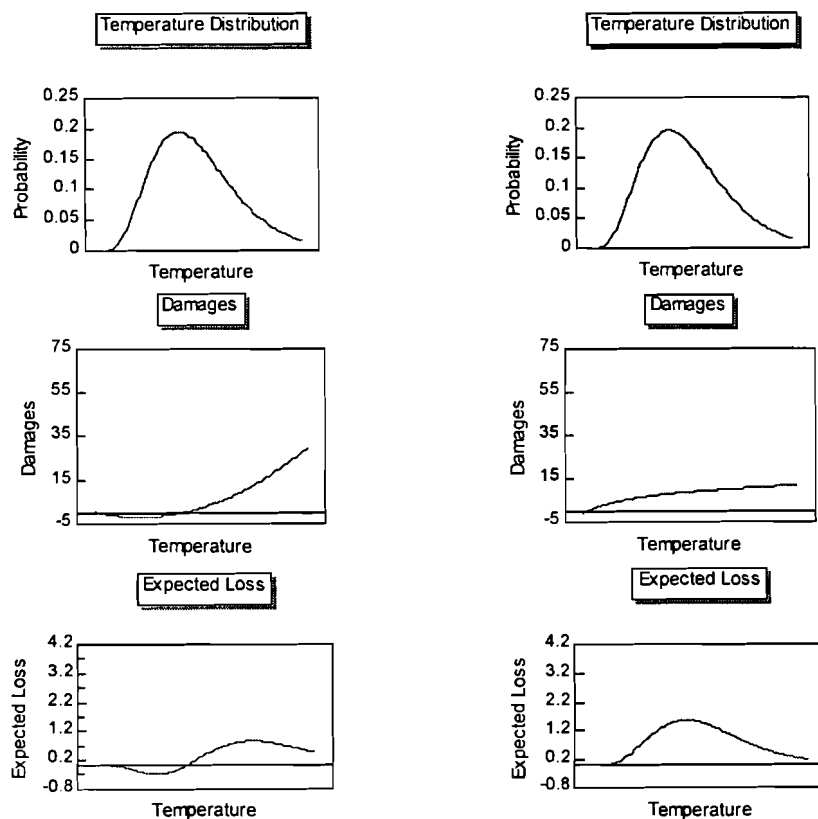 Temperature Distribution
0.25
0.2
0.15
0.1
0.05
0
Probability
Temperature
Damages
75
55
35
15
-5
Damages
Temperature
Expected Loss
4.2
3.2
2.2
1.2
0.2
-0.8
Expected Loss
Temperature
Temperature Distribution
0.25
0.2
0.15
0.1
0.05
0
Probability
Temperature
Damages
75
55
35
15
-5
Damages
Temperature
Expected Loss
4.2
3.2
2.2
1.2
0.2
-0.8
Expected Loss
Temperature